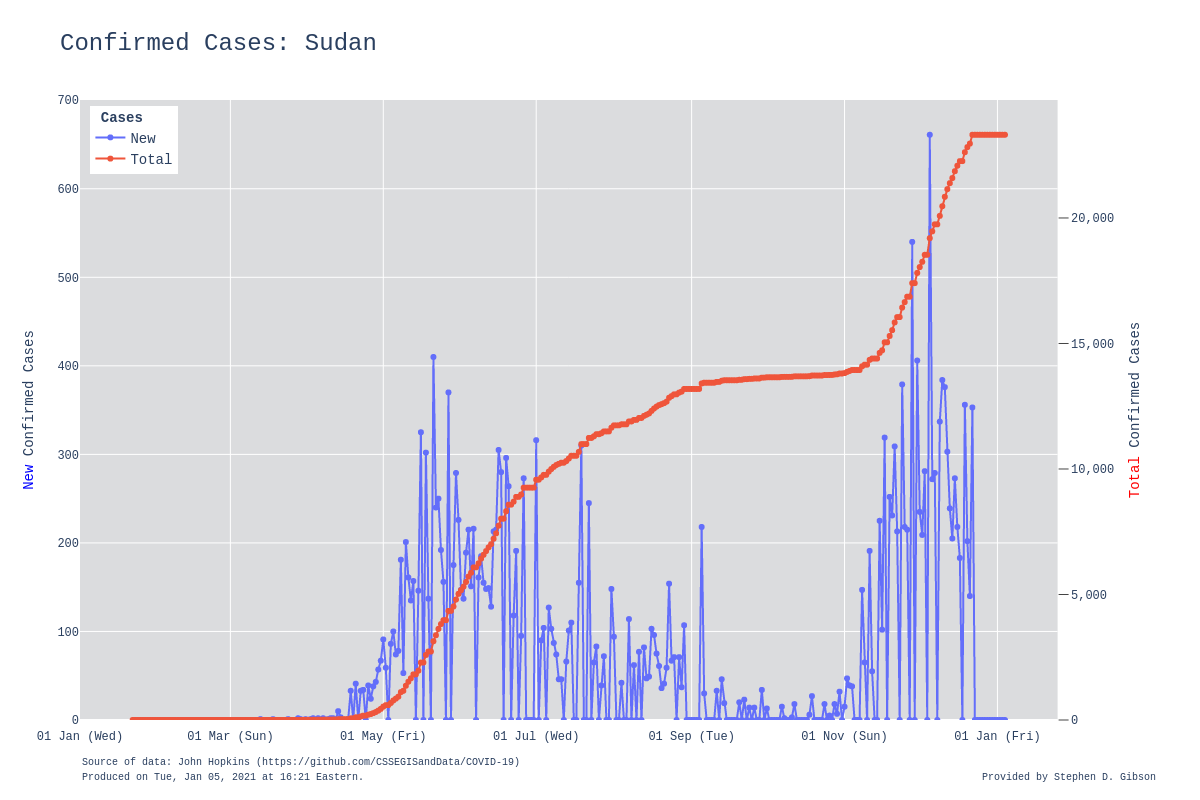 Confirmed Cases: Sudan
Cases
New
Total
700
600
500
400
300
200
100
0
20,000
15,000
10,000
5,000
0
New Confirmed Cases
Total Confirmed Cases
01 Jan (Wed) 01 Mar (Sun) 01 May (Fri) 01 Jul (Wed) 01 Sep (Tue) 01 Nov (Sun) 01 Jan (Fri)
Source of data: John Hopkins (https://github.com/CSSEGISandData/COVID-19)
Produced on Tue, Jan 05, 2021 at 16:21 Eastern.
Provided by Stephen D. Gibson